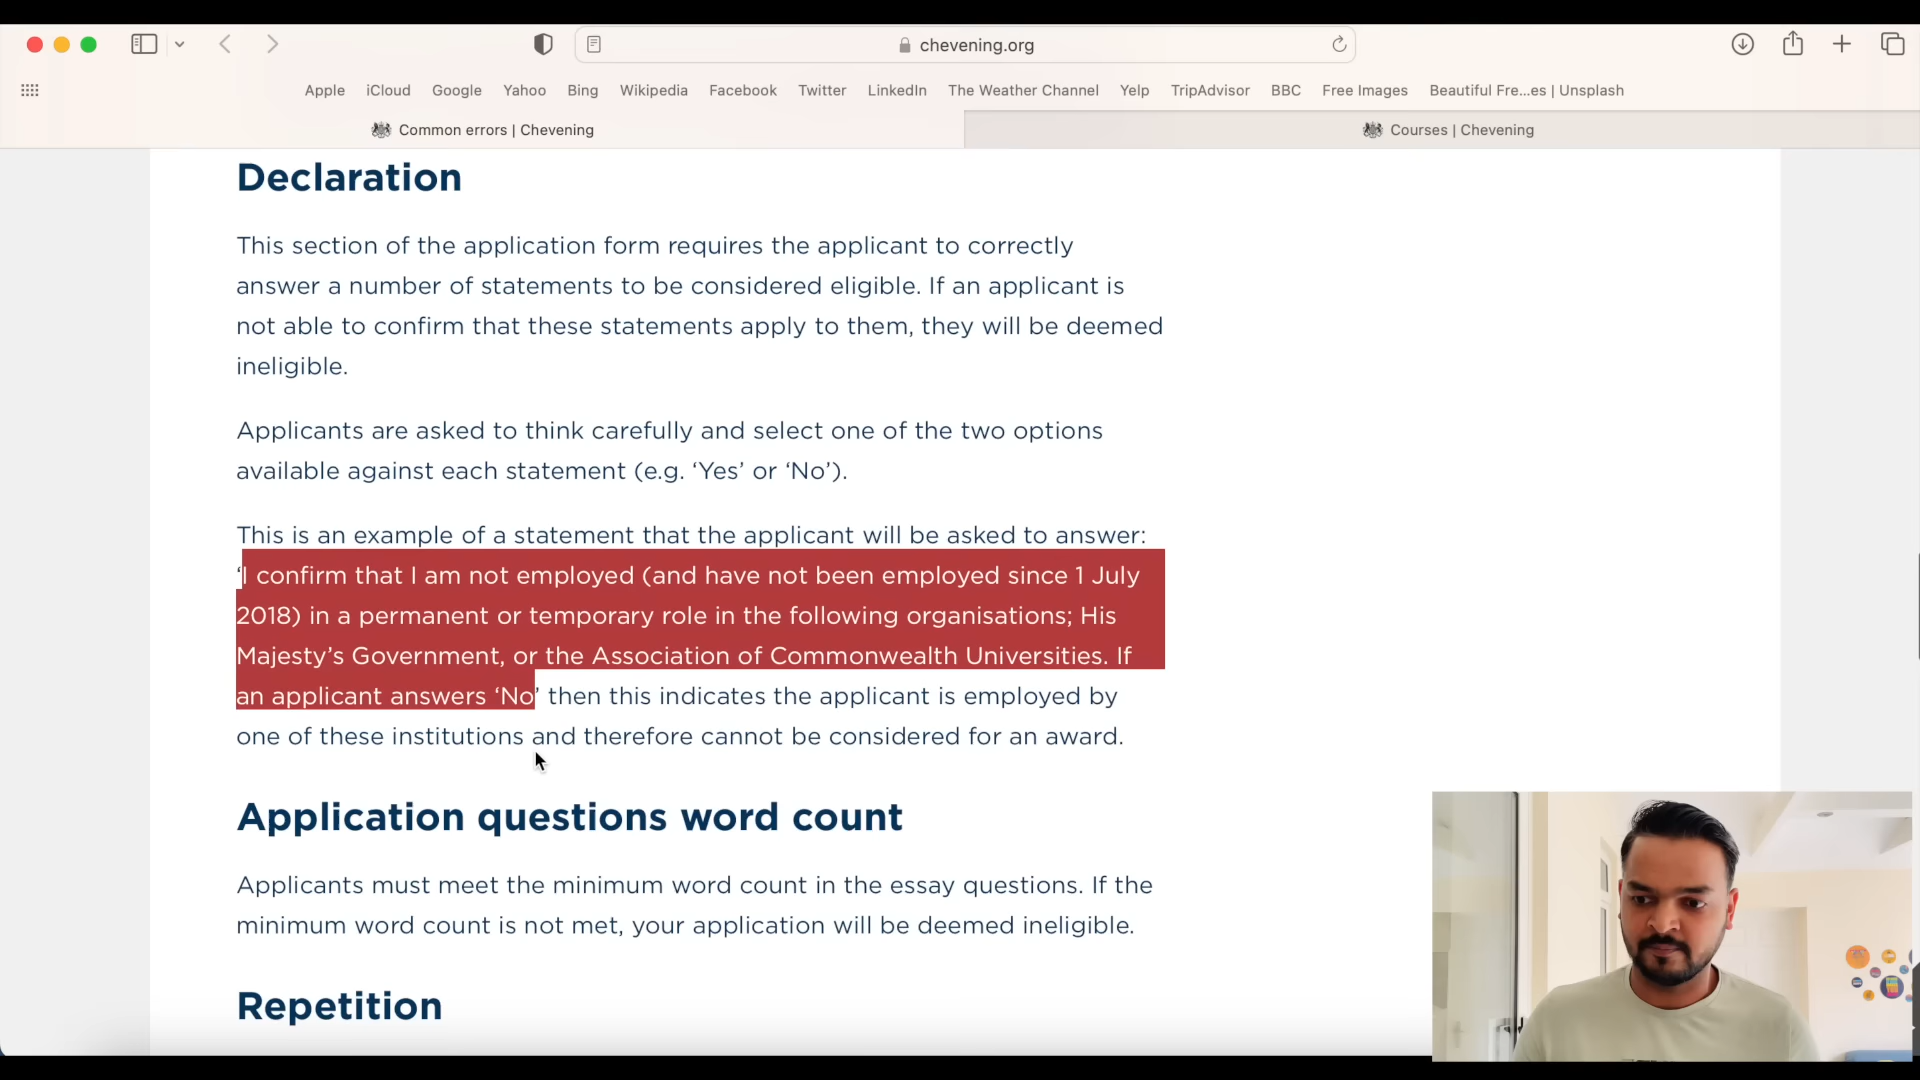 chevening.org
Apple iCloud Google Yahoo Bing Wikipedia Facebook Twitter LinkedIn The Weather Channel Yelp TripAdvisor BBC Free Images Beautiful Fre...es | Unsplash
Common errors | Chevening
Courses | Chevening
Declaration
This section of the application form requires the applicant to correctly
answer a number of statements to be considered eligible. If an applicant is
not able to confirm that these statements apply to them, they will be deemed
ineligible.
Applicants are asked to think carefully and select one of the two options
available against each statement (e.g. ‘Yes’ or ‘No’).
This is an example of a statement that the applicant will be asked to answer:
‘I confirm that I am not employed (and have not been employed since 1 July
2018) in a permanent or temporary role in the following organisations; His
Majesty’s Government, or the Association of Commonwealth Universities. If
an applicant answers ‘No’ then this indicates the applicant is employed by
one of these institutions and therefore cannot be considered for an award.
Application questions word count
Applicants must meet the minimum word count in the essay questions. If the
minimum word count is not met, your application will be deemed ineligible.
Repetition